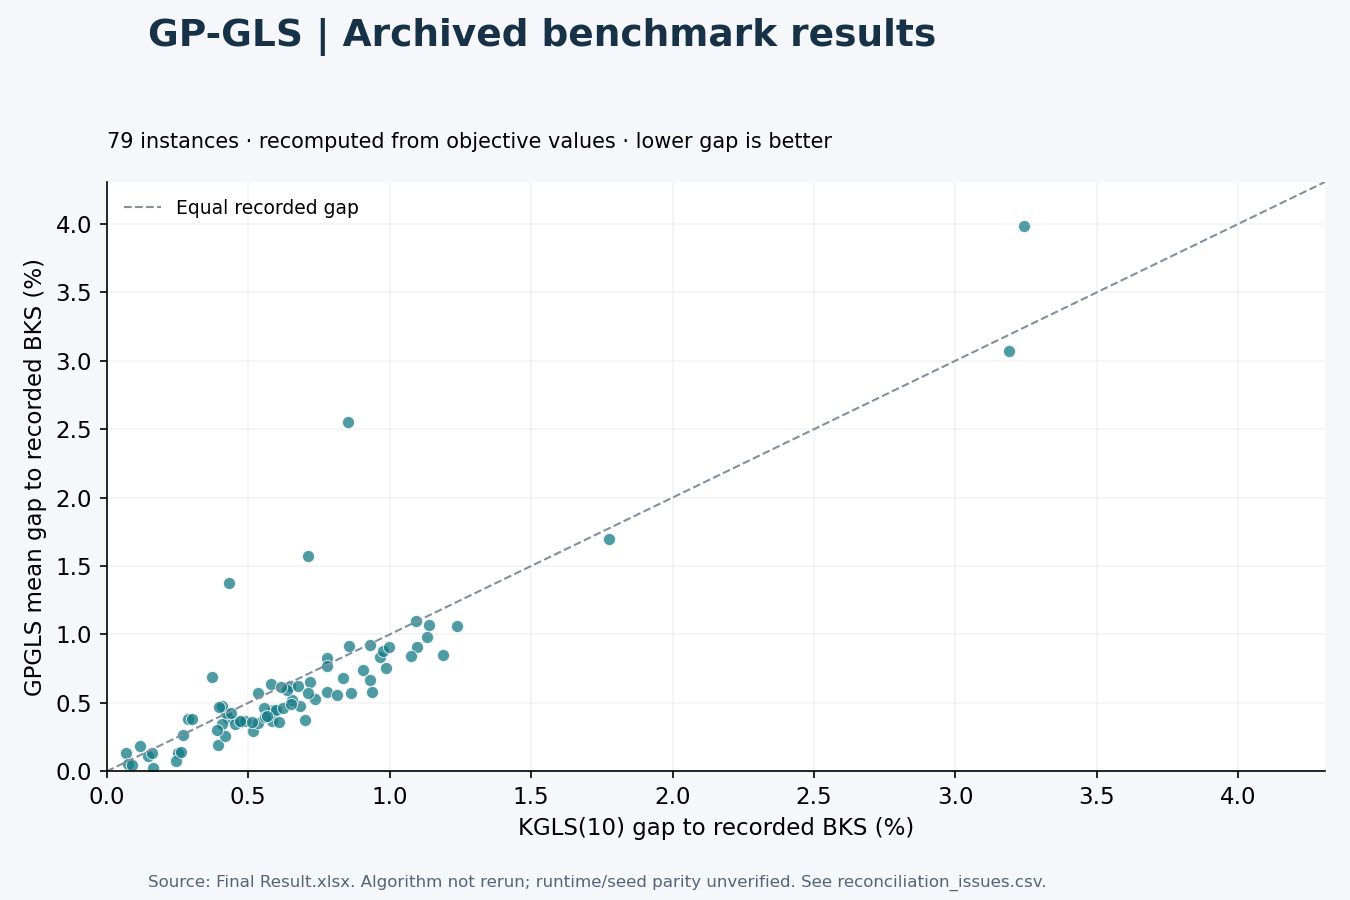 GP-GLS | Archived benchmark results
79 instances · recomputed from objective values · lower gap is better
Equal recorded gap
GPGLS mean gap to recorded BKS (%)
4.0
3.5
3.0
2.5
2.0
1.5
1.0
0.5
0.0
0.0 0.5 1.0 1.5 2.0 2.5 3.0 3.5 4.0
KGLS(10) gap to recorded BKS (%)
Source: Final Result.xlsx. Algorithm not rerun; runtime/seed parity unverified. See reconciliation_issues.csv.